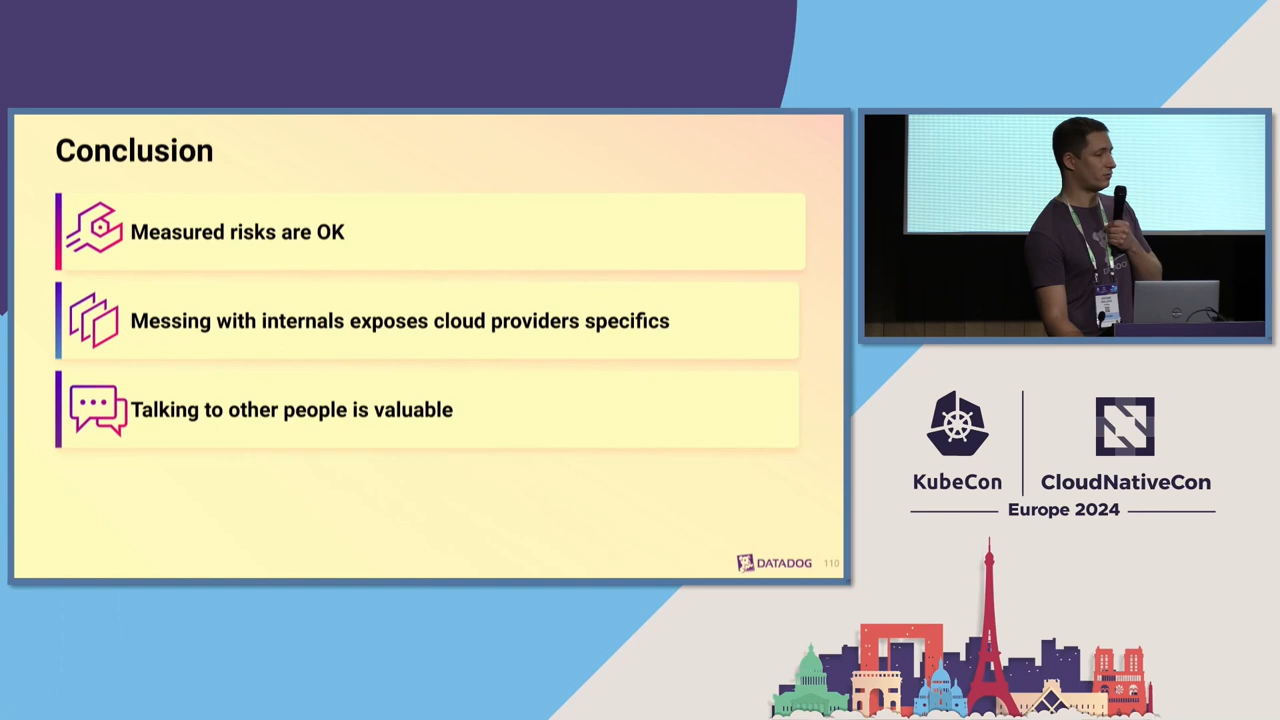 Conclusion
Measured risks are OK
Messing with internals exposes cloud providers specifics
Talking to other people is valuable
DATADOG 110
KubeCon
CloudNativeCon
Europe 2024